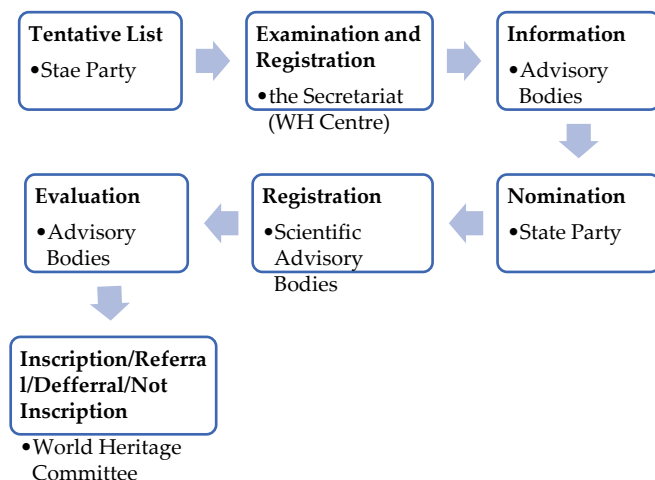 Tentative List
•Stae Party
Examination and
Registration
•the Secretariat
(WH Centre)
Information
•Advisory
Bodies
Nomination
•State Party
Registration
•Scientific
Advisory
Bodies
Evaluation
•Advisory
Bodies
Inscription/Referra
l/Defferral/Not
Inscription
•World Heritage
Committee